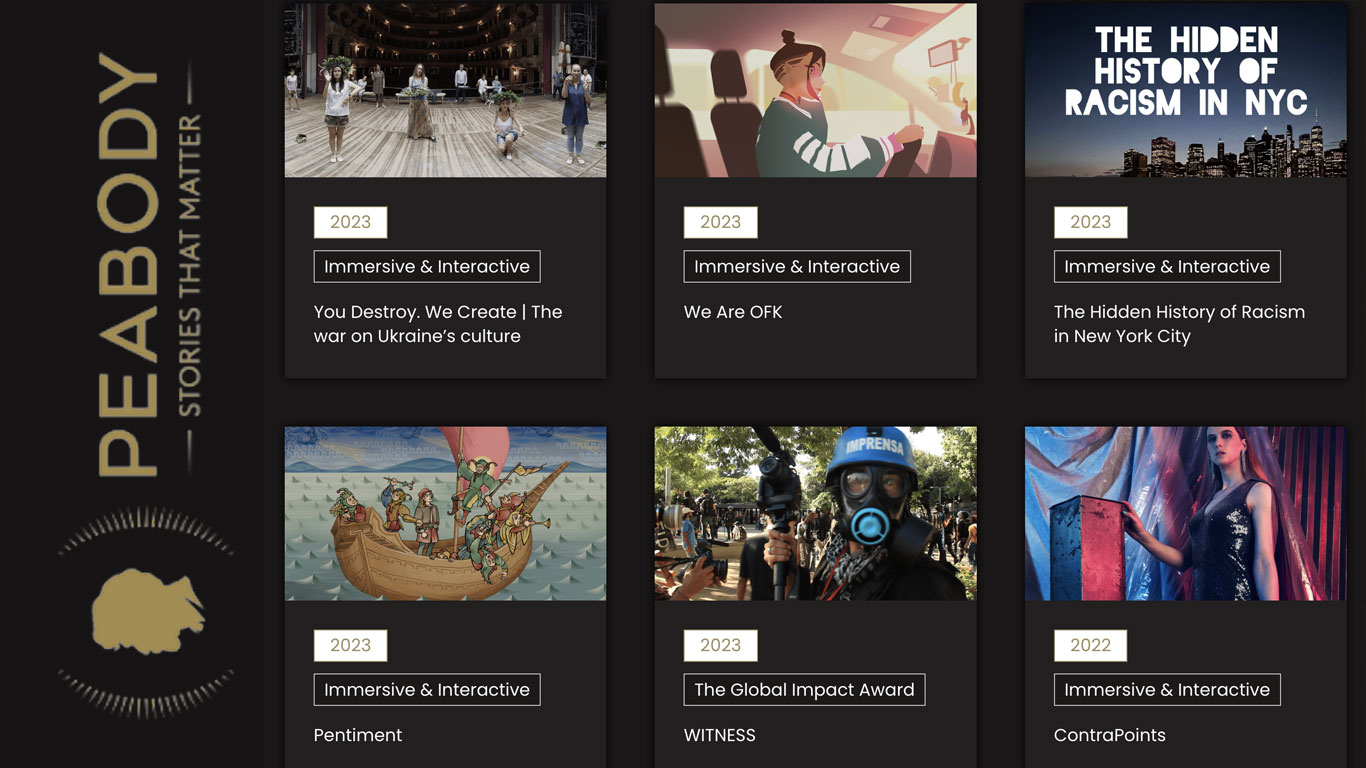 PEABODY
STORIES THAT MATTER
2023
Immersive & Interactive
You Destroy. We Create | The
war on Ukraine’s culture
2023
Immersive & Interactive
We Are OFK
THE HIDDEN
HISTORY OF
RACISM IN NYC
2023
Immersive & Interactive
The Hidden History of Racism
in New York City
2023
Immersive & Interactive
Pentiment
IMPRENSA
2023
The Global Impact Award
WITNESS
2022
Immersive & Interactive
ContraPoints